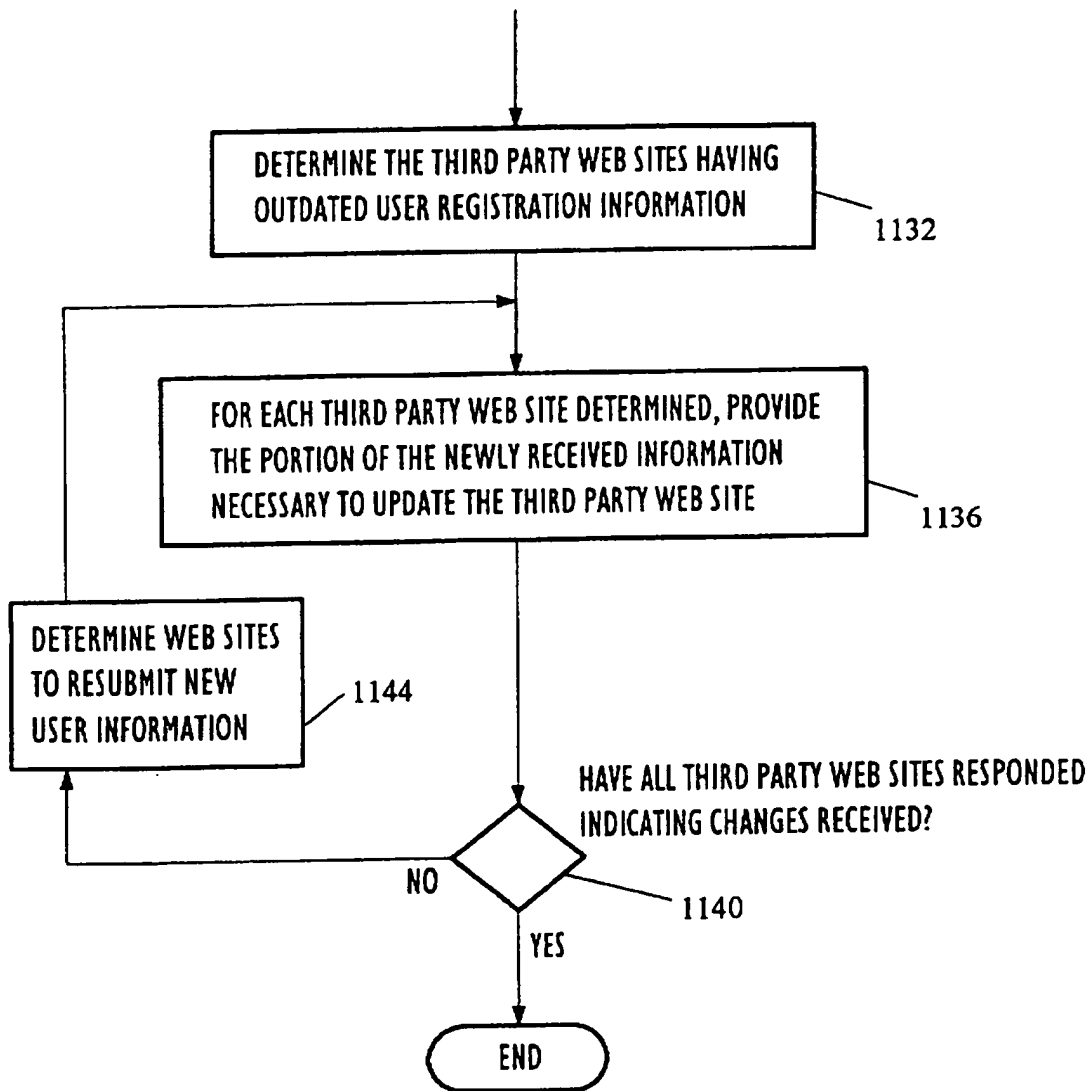 DETERMINE THE THIRD PARTY WEB SITES HAVING
OUTDATED USER REGISTRATION INFORMATION
1132
FOR EACH THIRD PARTY WEB SITE DETERMINED, PROVIDE
THE PORTION OF THE NEWLY RECEIVED INFORMATION
NECESSARY TO UPDATE THE THIRD PARTY WEB SITE
1136
DETERMINE WEB SITES
TO RESUBMIT NEW
USER INFORMATION
1144
HAVE ALL THIRD PARTY WEB SITES RESPONDED
INDICATING CHANGES RECEIVED?
NO
1140
YES
END